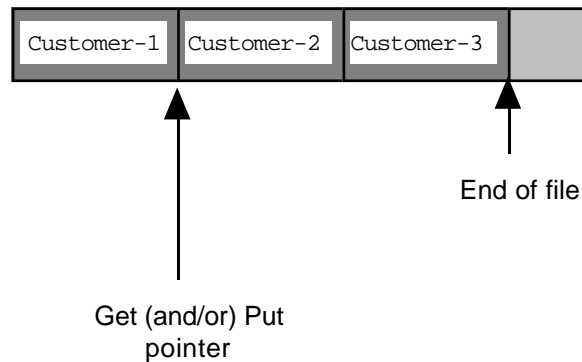 Customer-1 Customer-2 Customer-3
End of file
Get (and/or) Put
pointer